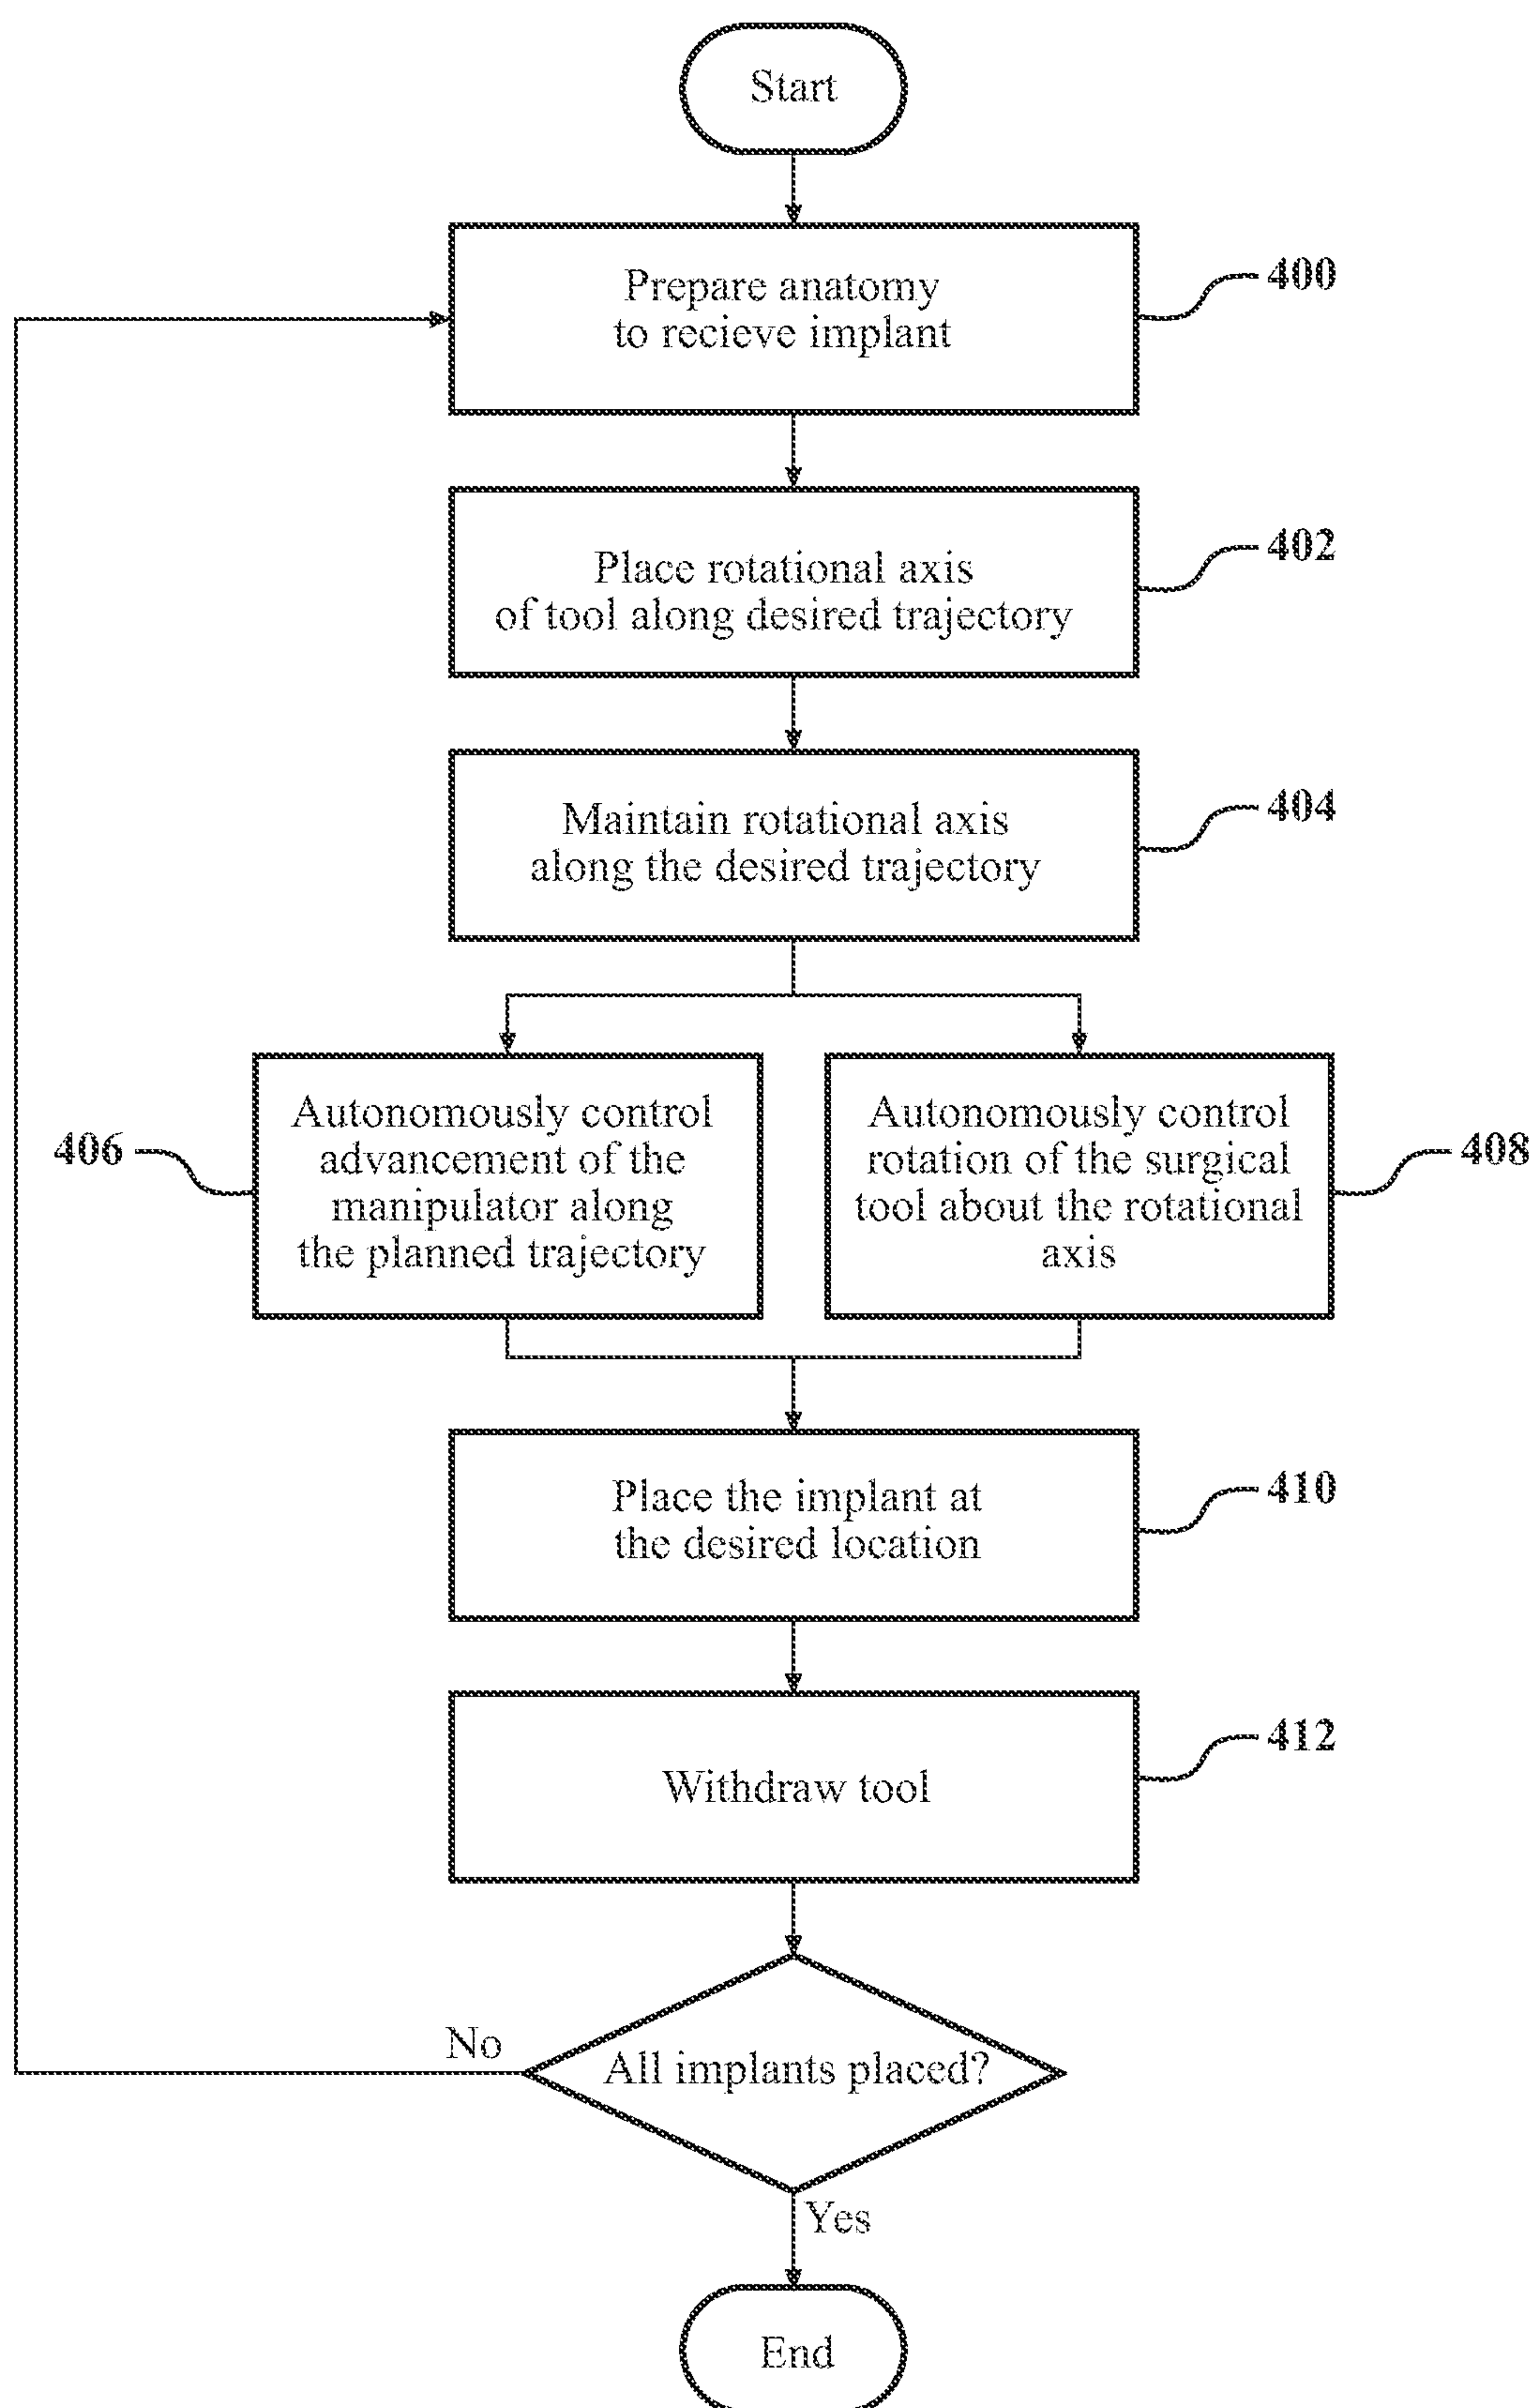 Start
Prepare anatomy
to recieve implant
400
Place rotational axis
of tool along desired trajectory
402
Maintain rotational axis
along the desired trajectory
404
406
Autonomously control
advancement of the
manipulator along
the planned trajectory
Autonomously control
rotation of the surgical
tool about the rotational
axis
408
Place the implant at
the desired location
410
Withdraw tool
412
No
All implants placed?
Yes
End